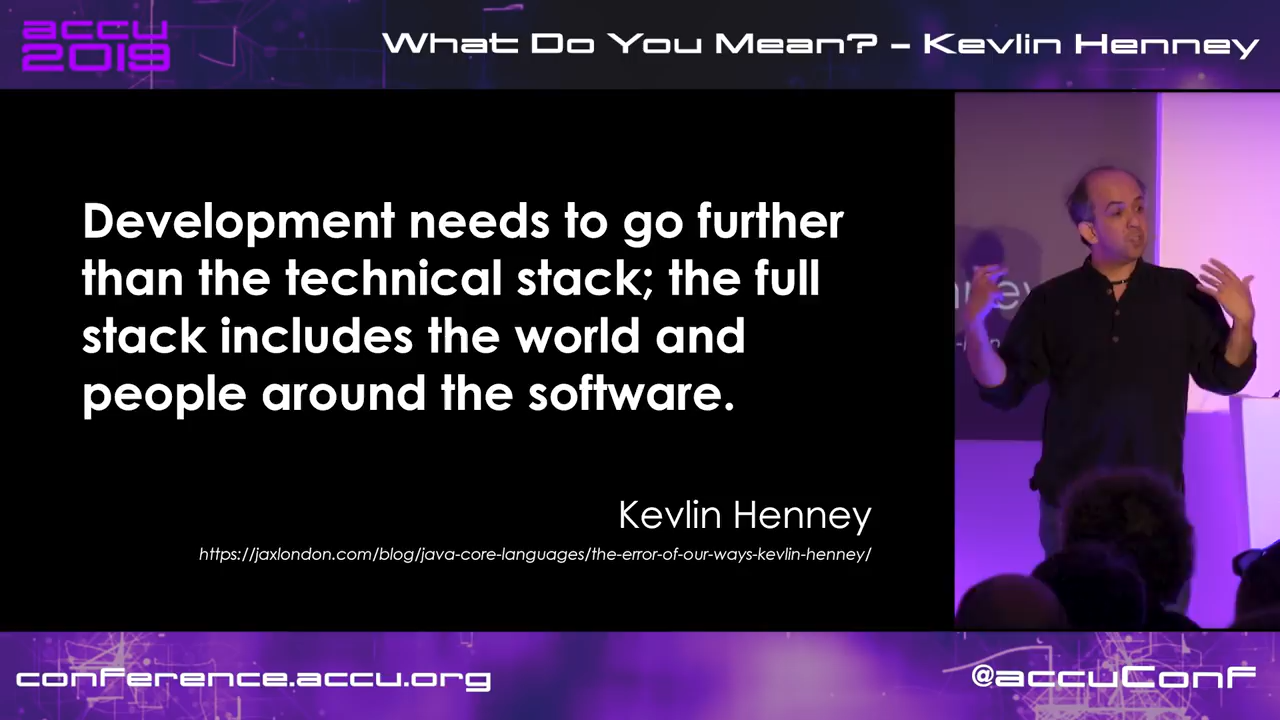 accu
2019
What Do You Mean? – Kevlin Henney
Development needs to go further
than the technical stack; the full
stack includes the world and
people around the software.
Kevlin Henney
https://jaxlondon.com/blog/java-core-languages/the-error-of-our-ways-kevlin-henney/
conference.accu.org
@accuConf